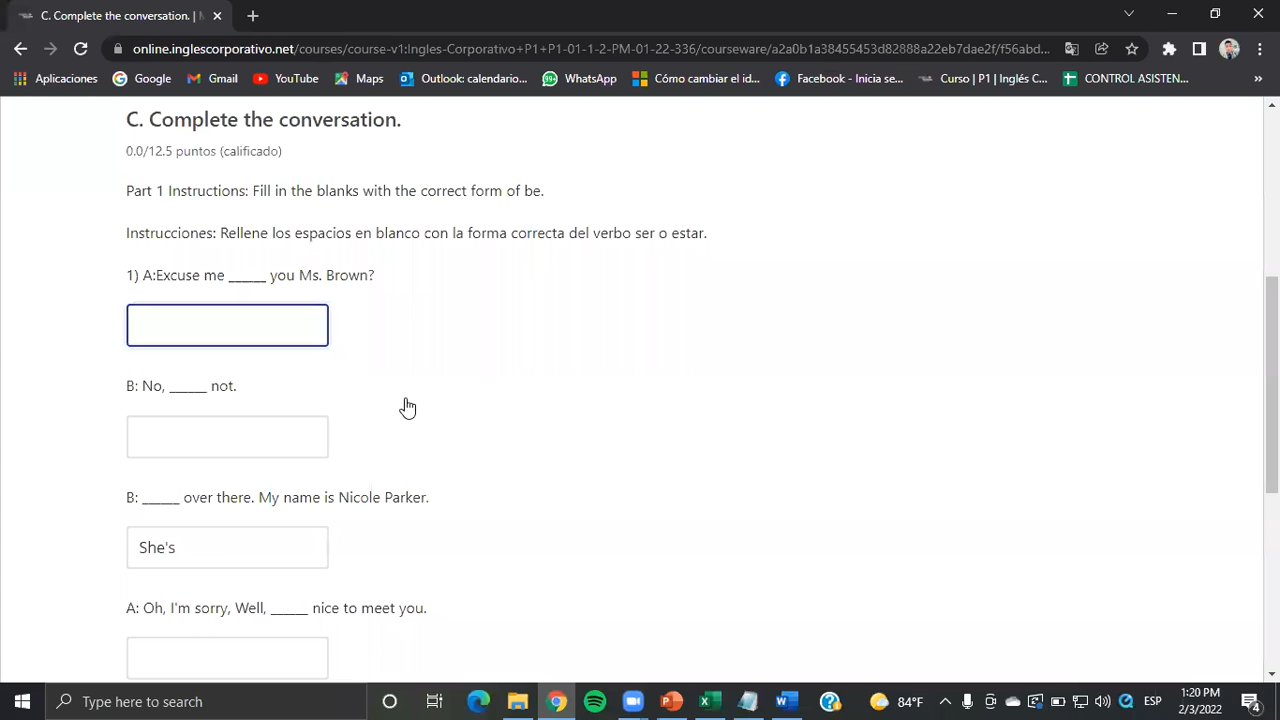 C. Complete the conversation. | M
online.inglescorporativo.net/courses/course-v1:Ingles-Corporativo+P1+P1-01-1-2-PM-01-22-336/courseware/a2a0b1a38455453d82888a22eb7dae2f/f56abd...
Aplicaciones Google Gmail YouTube Maps Outlook: calendario... WhatsApp Cómo cambiar el id... Facebook - Inicia se... Curso | P1 | Inglés C... CONTROL ASISTEN... »
C. Complete the conversation.
0.0/12.5 puntos (calificado)
Part 1 Instructions: Fill in the blanks with the correct form of be.
Instrucciones: Rellene los espacios en blanco con la forma correcta del verbo ser o estar.
1) A:Excuse me ______ you Ms. Brown?
B: No, ______ not.
B: ______ over there. My name is Nicole Parker.
She's
A: Oh, I'm sorry, Well, ______ nice to meet you.
Type here to search
84°F
ESP
1:20 PM
2/3/2022
4